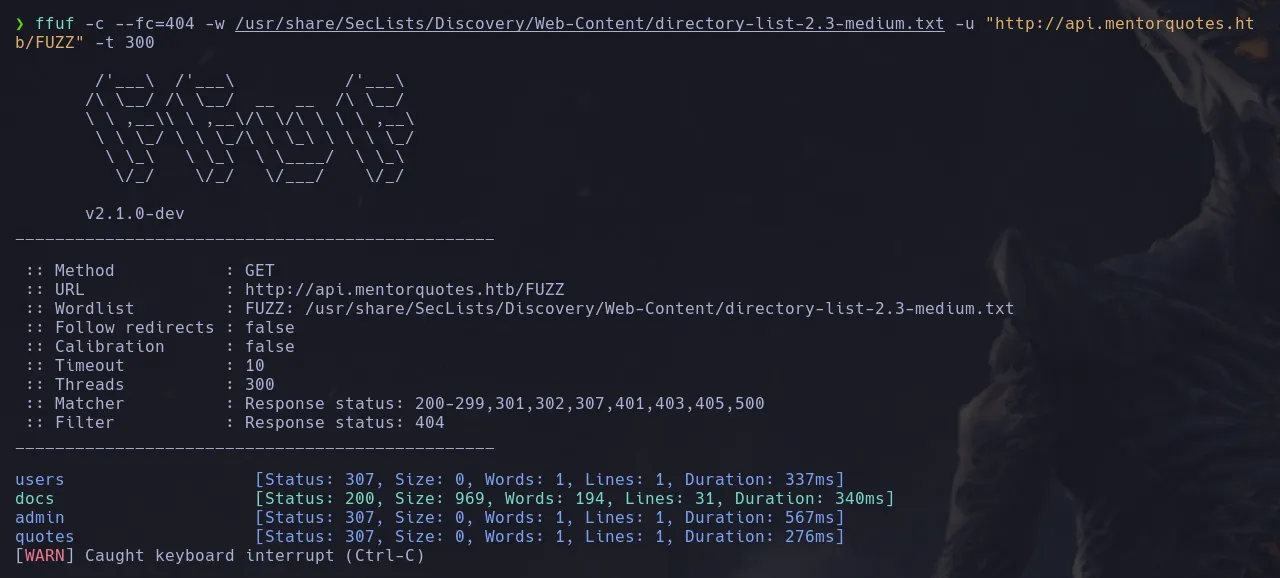 ❯ ffuf -c --fc=404 -w /usr/share/SecLists/Discovery/Web-Content/directory-list-2.3-medium.txt -u "http://api.mentorquotes.ht
b/FUZZ" -t 300
        /'___\  /'___\           /'___\
       /\ \__/ /\ \__/  __  __  /\ \__/
       \ \ ,__\\ \ ,__\/\ \/\ \ \ \ ,__\
        \ \ \_/ \ \ \_/\ \ \_\ \ \ \ \_/
         \ \_\   \ \_\  \ \____/  \ \_\
          \/_/    \/_/   \/___/    \/_/
       v2.1.0-dev
________________________________________________
 :: Method           : GET
 :: URL              : http://api.mentorquotes.htb/FUZZ
 :: Wordlist         : FUZZ: /usr/share/SecLists/Discovery/Web-Content/directory-list-2.3-medium.txt
 :: Follow redirects : false
 :: Calibration      : false
 :: Timeout          : 10
 :: Threads          : 300
 :: Matcher          : Response status: 200-299,301,302,307,401,403,405,500
 :: Filter           : Response status: 404
________________________________________________
users                   [Status: 307, Size: 0, Words: 1, Lines: 1, Duration: 337ms]
docs                    [Status: 200, Size: 969, Words: 194, Lines: 31, Duration: 340ms]
admin                   [Status: 307, Size: 0, Words: 1, Lines: 1, Duration: 567ms]
quotes                  [Status: 307, Size: 0, Words: 1, Lines: 1, Duration: 276ms]
[WARN] Caught keyboard interrupt (Ctrl-C)